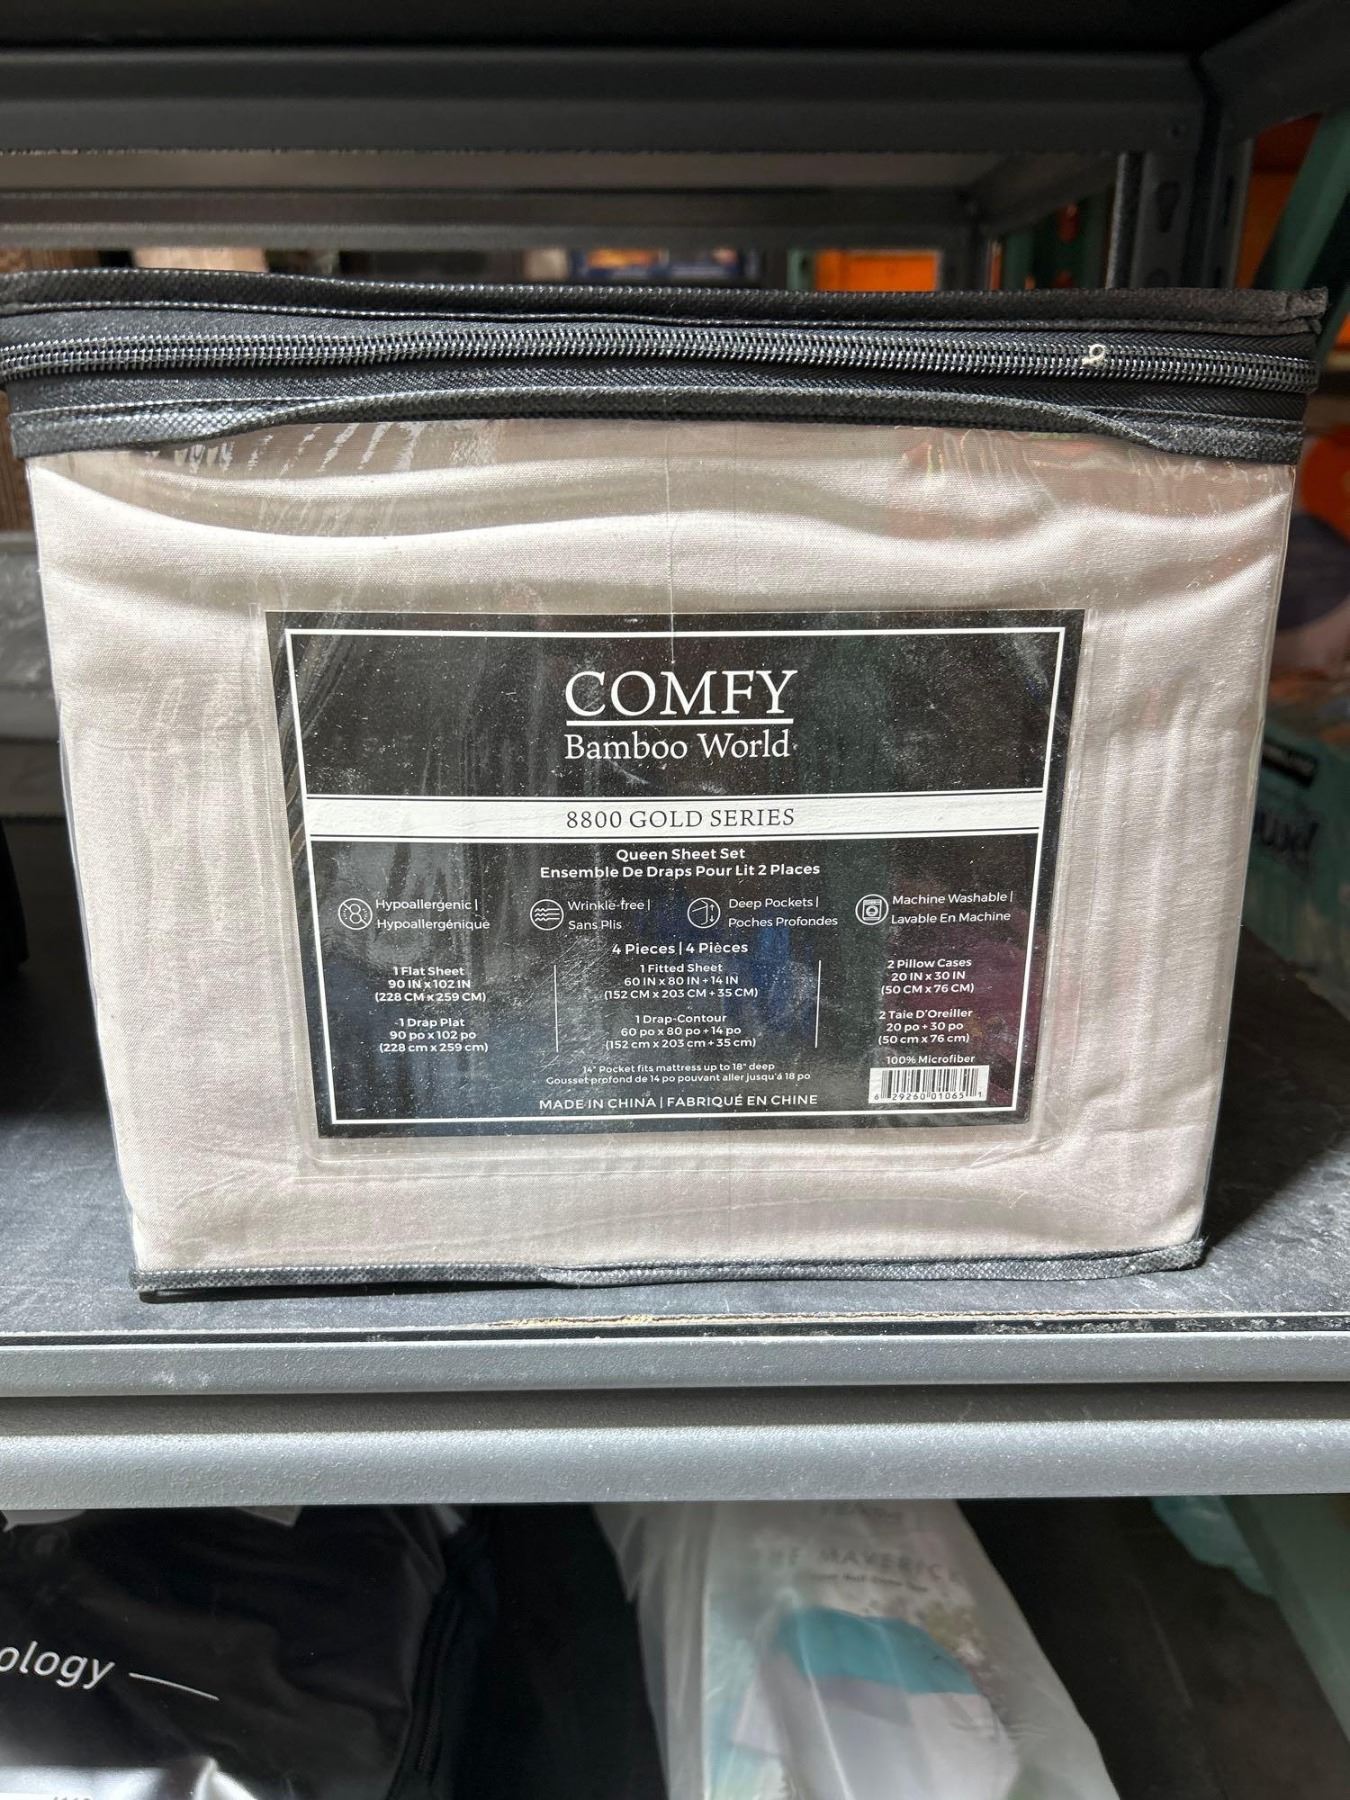 COMFY
Bamboo World
8800 GOLD SERIES
Queen Sheet Set
Ensemble De Draps Pour Lit 2 Places
Hypoallergenic |
Hypoallergénique
Wrinkle-free |
Sans Plis
Deep Pockets |
Poches Profondes
Machine Washable |
Lavable En Machine
4 Pieces | 4 Pièces
1 Flat Sheet
90 IN x 102 IN
(228 CM x 259 CM)
1 Drap Plat
90 po x 102 po
(228 cm x 259 cm)
1 Fitted Sheet
60 IN x 80 IN + 14 IN
(152 CM x 203 CM + 35 CM)
1 Drap-Contour
60 po x 80 po + 14 po
(152 cm x 203 cm + 35 cm)
2 Pillow Cases
20 IN x 30 IN
(50 CM x 76 CM)
2 Taie D'Oreiller
20 po + 30 po
(50 cm x 76 cm)
100% Microfiber
14" Pocket fits mattress up to 18" deep
Gousset profond de 14 po pouvant aller jusqu'á 18 po
MADE IN CHINA | FABRIQUÉ EN CHINE
6 29260 01065 1
ology
THE MAVERICK